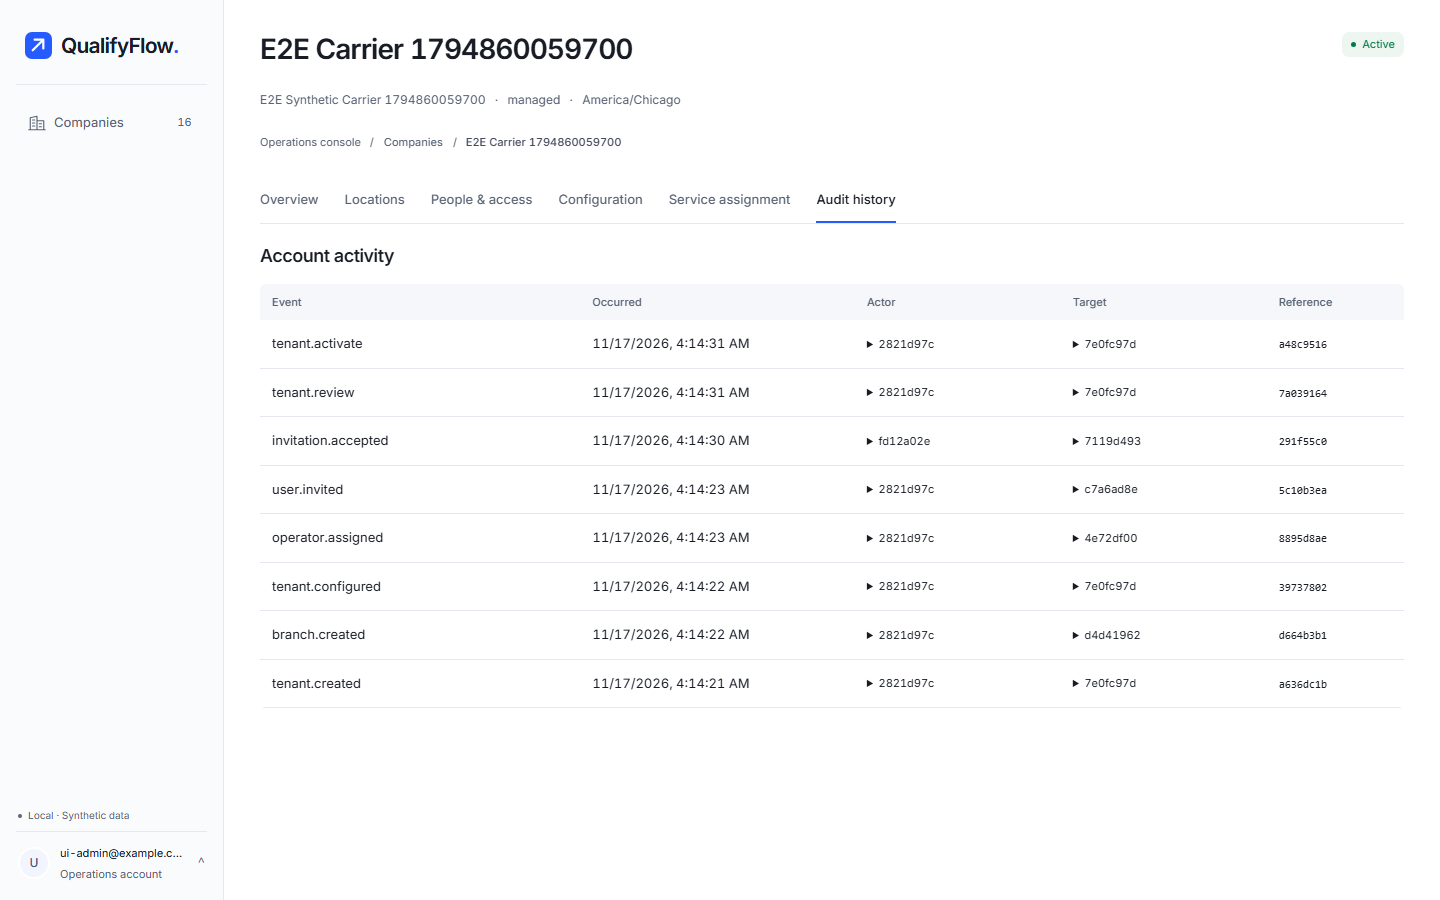 QualifyFlow.
Companies 16
Local · Synthetic data
U
ui-admin@example.c...
Operations account
^
E2E Carrier 1794860059700
Active
E2E Synthetic Carrier 1794860059700 · managed · America/Chicago
Operations console / Companies / E2E Carrier 1794860059700
Overview Locations People & access Configuration Service assignment Audit history
Account activity
Event Occurred Actor Target Reference
tenant.activate 11/17/2026, 4:14:31 AM ▶ 2821d97c ▶ 7e0fc97d a48c9516
tenant.review 11/17/2026, 4:14:31 AM ▶ 2821d97c ▶ 7e0fc97d 7a039164
invitation.accepted 11/17/2026, 4:14:30 AM ▶ fd12a02e ▶ 7119d493 291f55c0
user.invited 11/17/2026, 4:14:23 AM ▶ 2821d97c ▶ c7a6ad8e 5c10b3ea
operator.assigned 11/17/2026, 4:14:23 AM ▶ 2821d97c ▶ 4e72df00 8895d8ae
tenant.configured 11/17/2026, 4:14:22 AM ▶ 2821d97c ▶ 7e0fc97d 39737802
branch.created 11/17/2026, 4:14:22 AM ▶ 2821d97c ▶ d4d41962 d664b3b1
tenant.created 11/17/2026, 4:14:21 AM ▶ 2821d97c ▶ 7e0fc97d a636dc1b